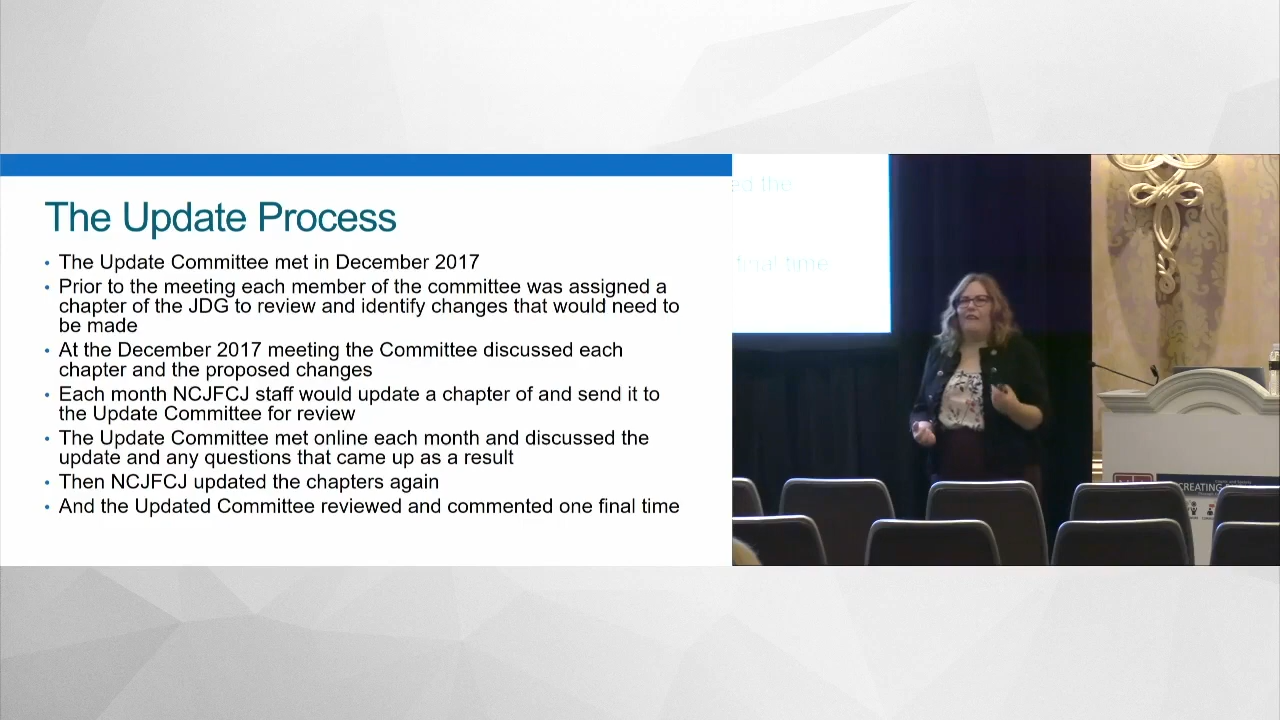 The Update Process
• The Update Committee met in December 2017
• Prior to the meeting each member of the committee was assigned a
chapter of the JDG to review and identify changes that would need to
be made
• At the December 2017 meeting the Committee discussed each
chapter and the proposed changes
• Each month NCJFCJ staff would update a chapter of and send it to
the Update Committee for review
• The Update Committee met online each month and discussed the
update and any questions that came up as a result
• Then NCJFCJ updated the chapters again
• And the Updated Committee reviewed and commented one final time
ed the
final time
CREATING